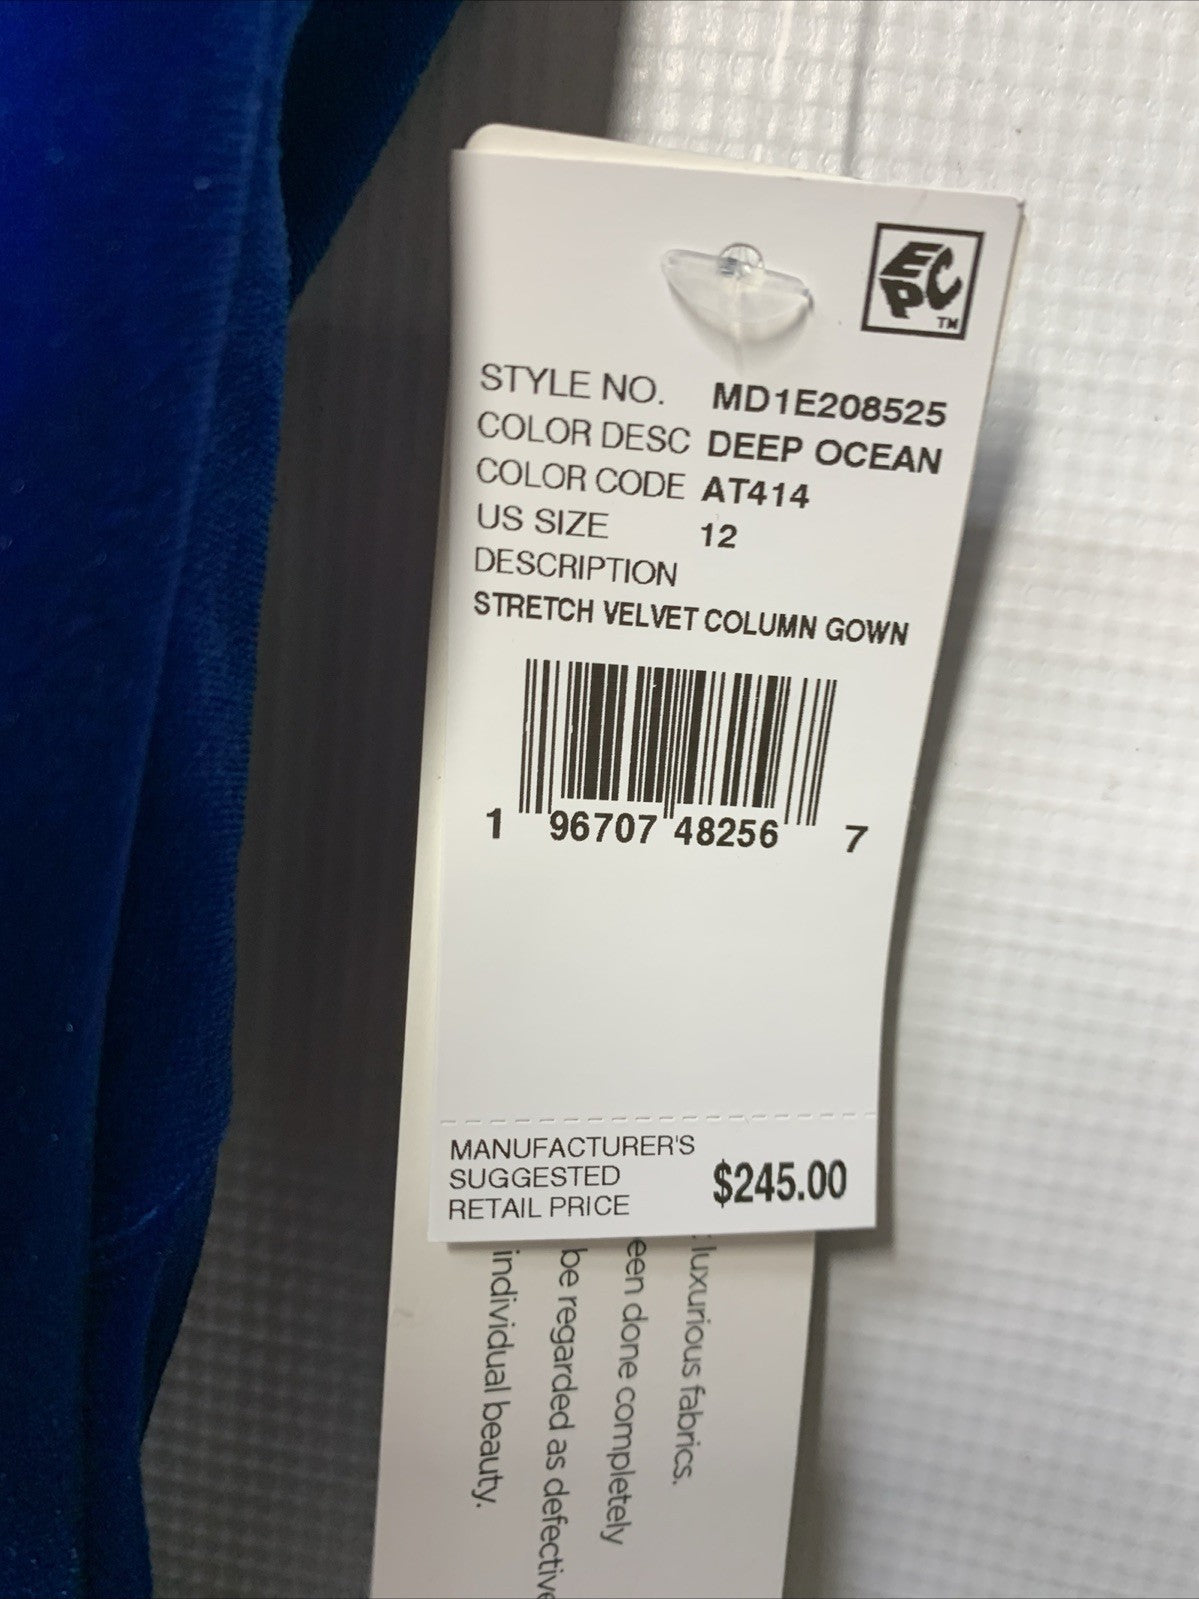 EPC
TM
STYLE NO. MD1E208525
COLOR DESC DEEP OCEAN
COLOR CODE AT414
US SIZE 12
DESCRIPTION
STRETCH VELVET COLUMN GOWN
1 96707 48256 7
MANUFACTURER'S
SUGGESTED
RETAIL PRICE
$245.00
luxurious fabrics.
een done completely
be regarded as defective
individual beauty.